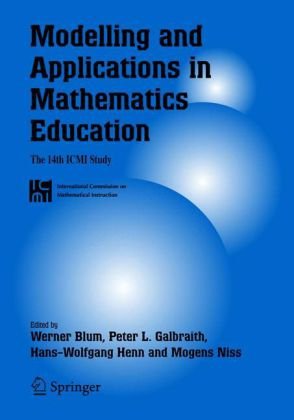 Modelling and
Applications in
Mathematics
Education
The 14th ICMI Study
International Commission on
Mathematical Instruction
Edited by
Werner Blum, Peter L. Galbraith,
Hans-Wolfgang Henn and Mogens Niss
Springer